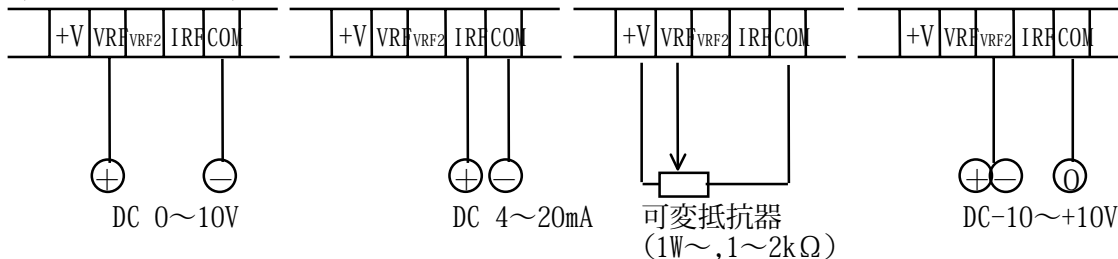 +V VRF VRF2 IRF COM
+V VRF VRF2 IRF COM
+V VRF VRF2 IRF COM
+V VRF VRF2 IRF COM
+ −
+ −
+ − 0
DC 0～10V
DC 4～20mA
可変抵抗器
(1W～,1～2kΩ)
DC-10～+10V